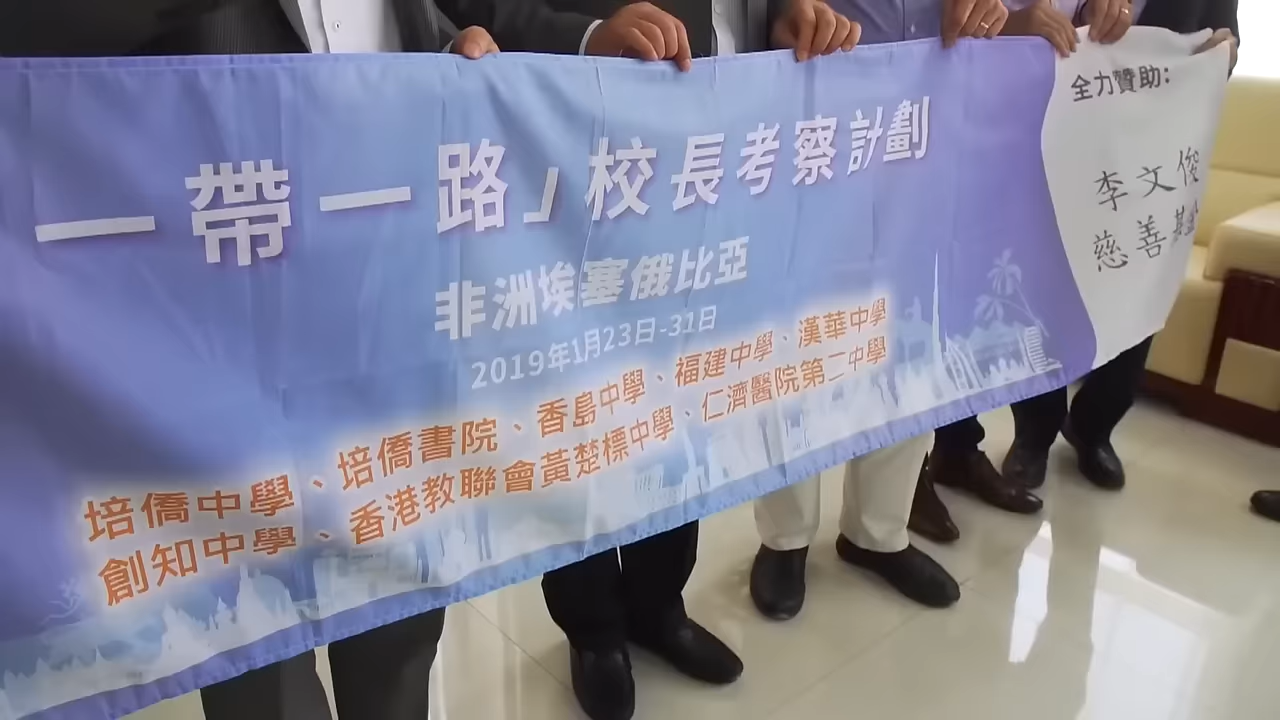 一帶一路」校長考察計劃
非洲埃塞俄比亞
2019年1月23日-31日
培僑中學、培僑書院、香島中學、福建中學、漢華中學
創知中學、香港教聯會黃楚標中學、仁濟醫院第二中學
全力贊助：
李文俊
慈善基金